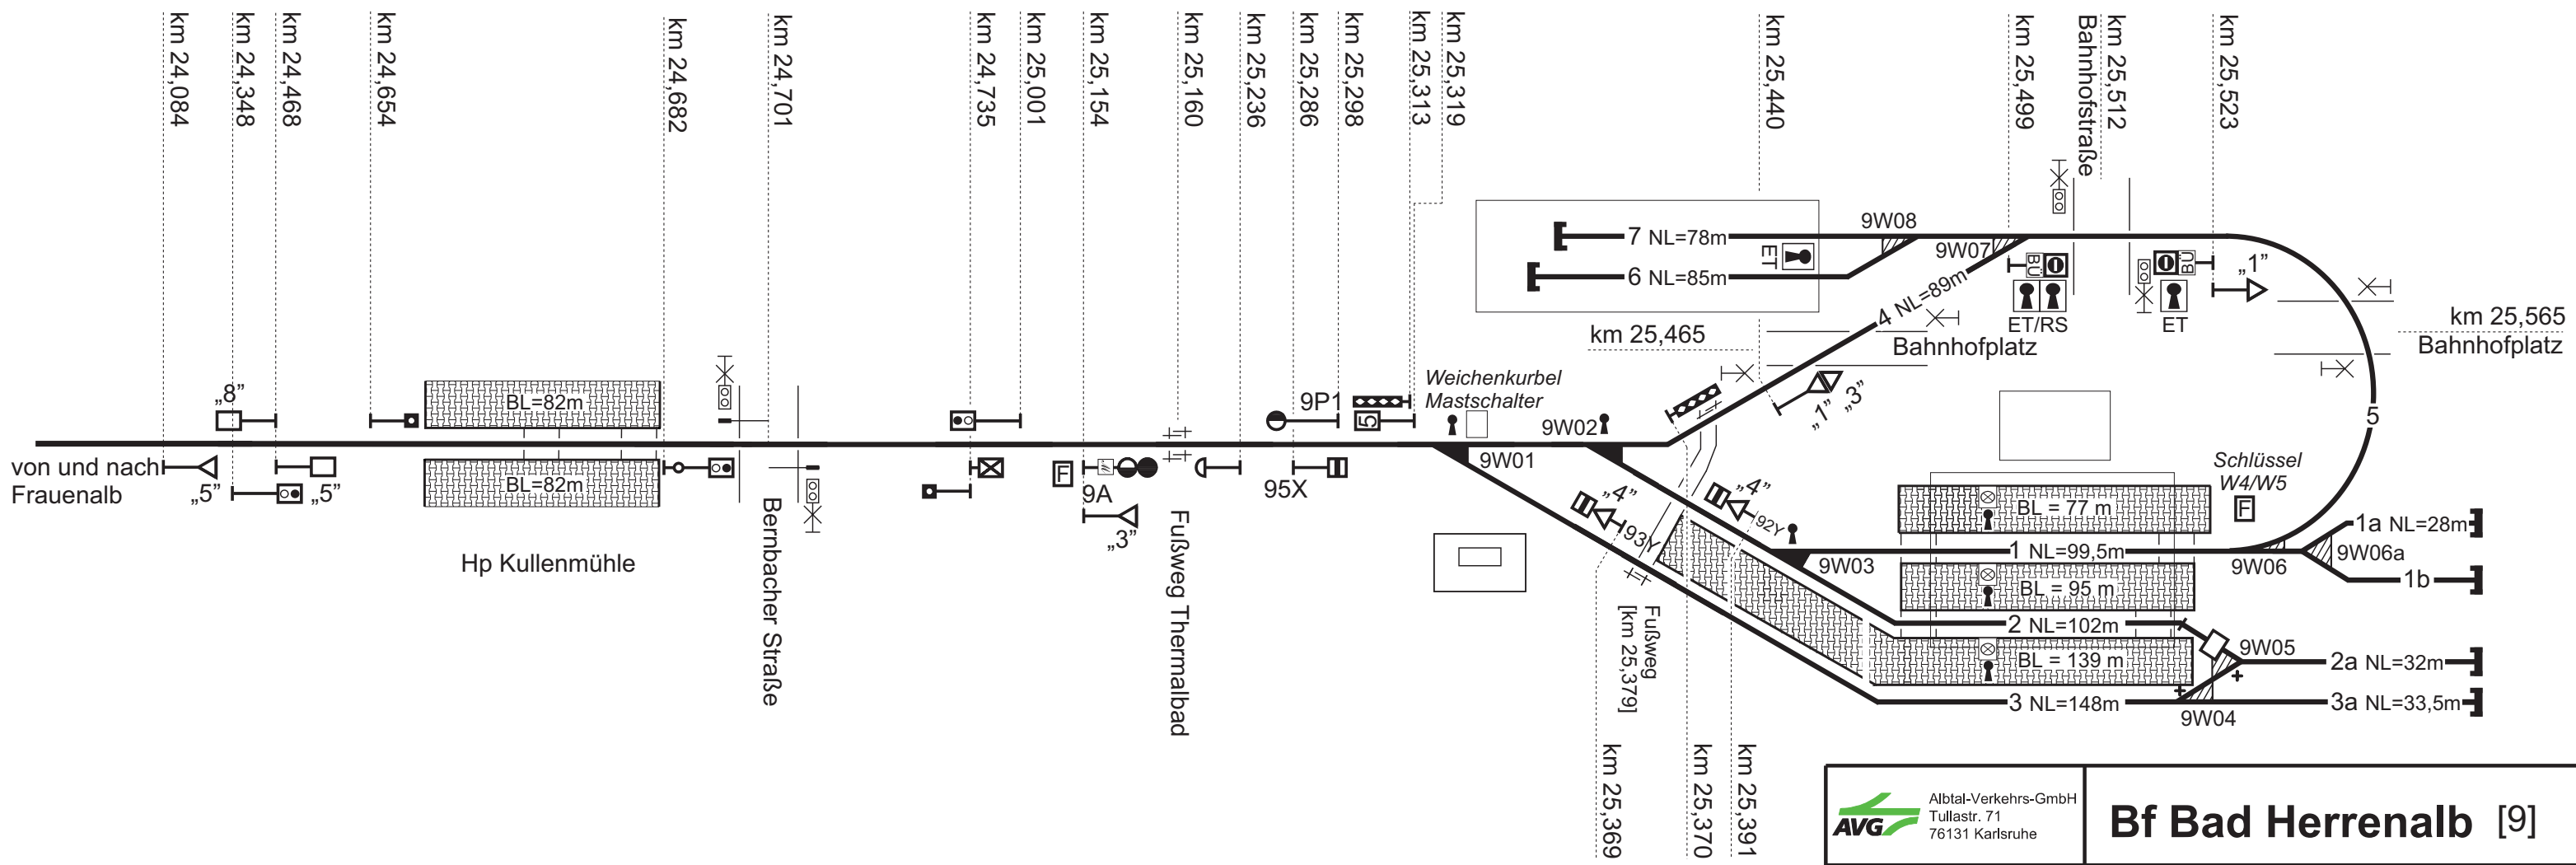 km 24,084
km 24,348
km 24,468
km 24,654
km 24,682
km 24,701
km 24,735
km 25,001
km 25,154
km 25,160
km 25,236
km 25,286
km 25,298
km 25,313
km 25,319
km 25,440
km 25,499
Bahnhofstraße
km 25,512
km 25,523
7 NL=78m
6 NL=85m
ET
9W08
9W07
4 NL=89m
BÜ
ET/RS
BÜ
ET
„1”
km 25,465
Bahnhofplatz
km 25,565
Bahnhofplatz
„1”
„3”
5
„8”
BL=82m
BL=82m
von und nach
Frauenalb
„5”
„5”
Hp Kullenmühle
Bernbacher Straße
F
9A
„3”
Fußweg Thermalbad
95X
9P1
5
Weichenkurbel
Mastschalter
9W01
9W02
„4”
93Y
„4”
92Y
9W03
Fußweg
[km 25,379]
km 25,369
km 25,370
km 25,391
Schlüssel
W4/W5
F
BL = 77 m
1 NL=99,5m
BL = 95 m
2 NL=102m
BL = 139 m
3 NL=148m
9W06
1a NL=28m
9W06a
1b
9W05
2a NL=32m
3a NL=33,5m
9W04
AVG
Albtal-Verkehrs-GmbH
Tullastr. 71
76131 Karlsruhe
Bf Bad Herrenalb [9]